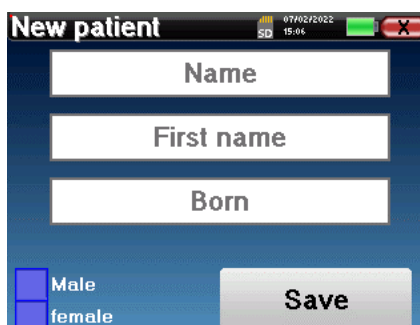 New patient
SD
07/02/2022
15:06
X
Name
First name
Born
Male
female
Save